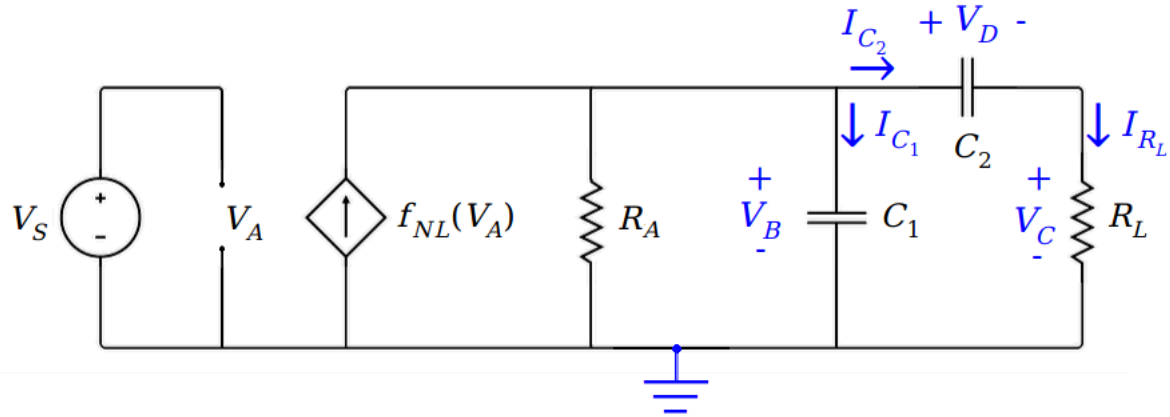 I_{C_2}
+ V_D -
I_{C_1}
C_2
I_{R_L}
V_S
+
-
V_A
f_{NL}(V_A)
R_A
+
V_B
-
C_1
+
V_C
-
R_L